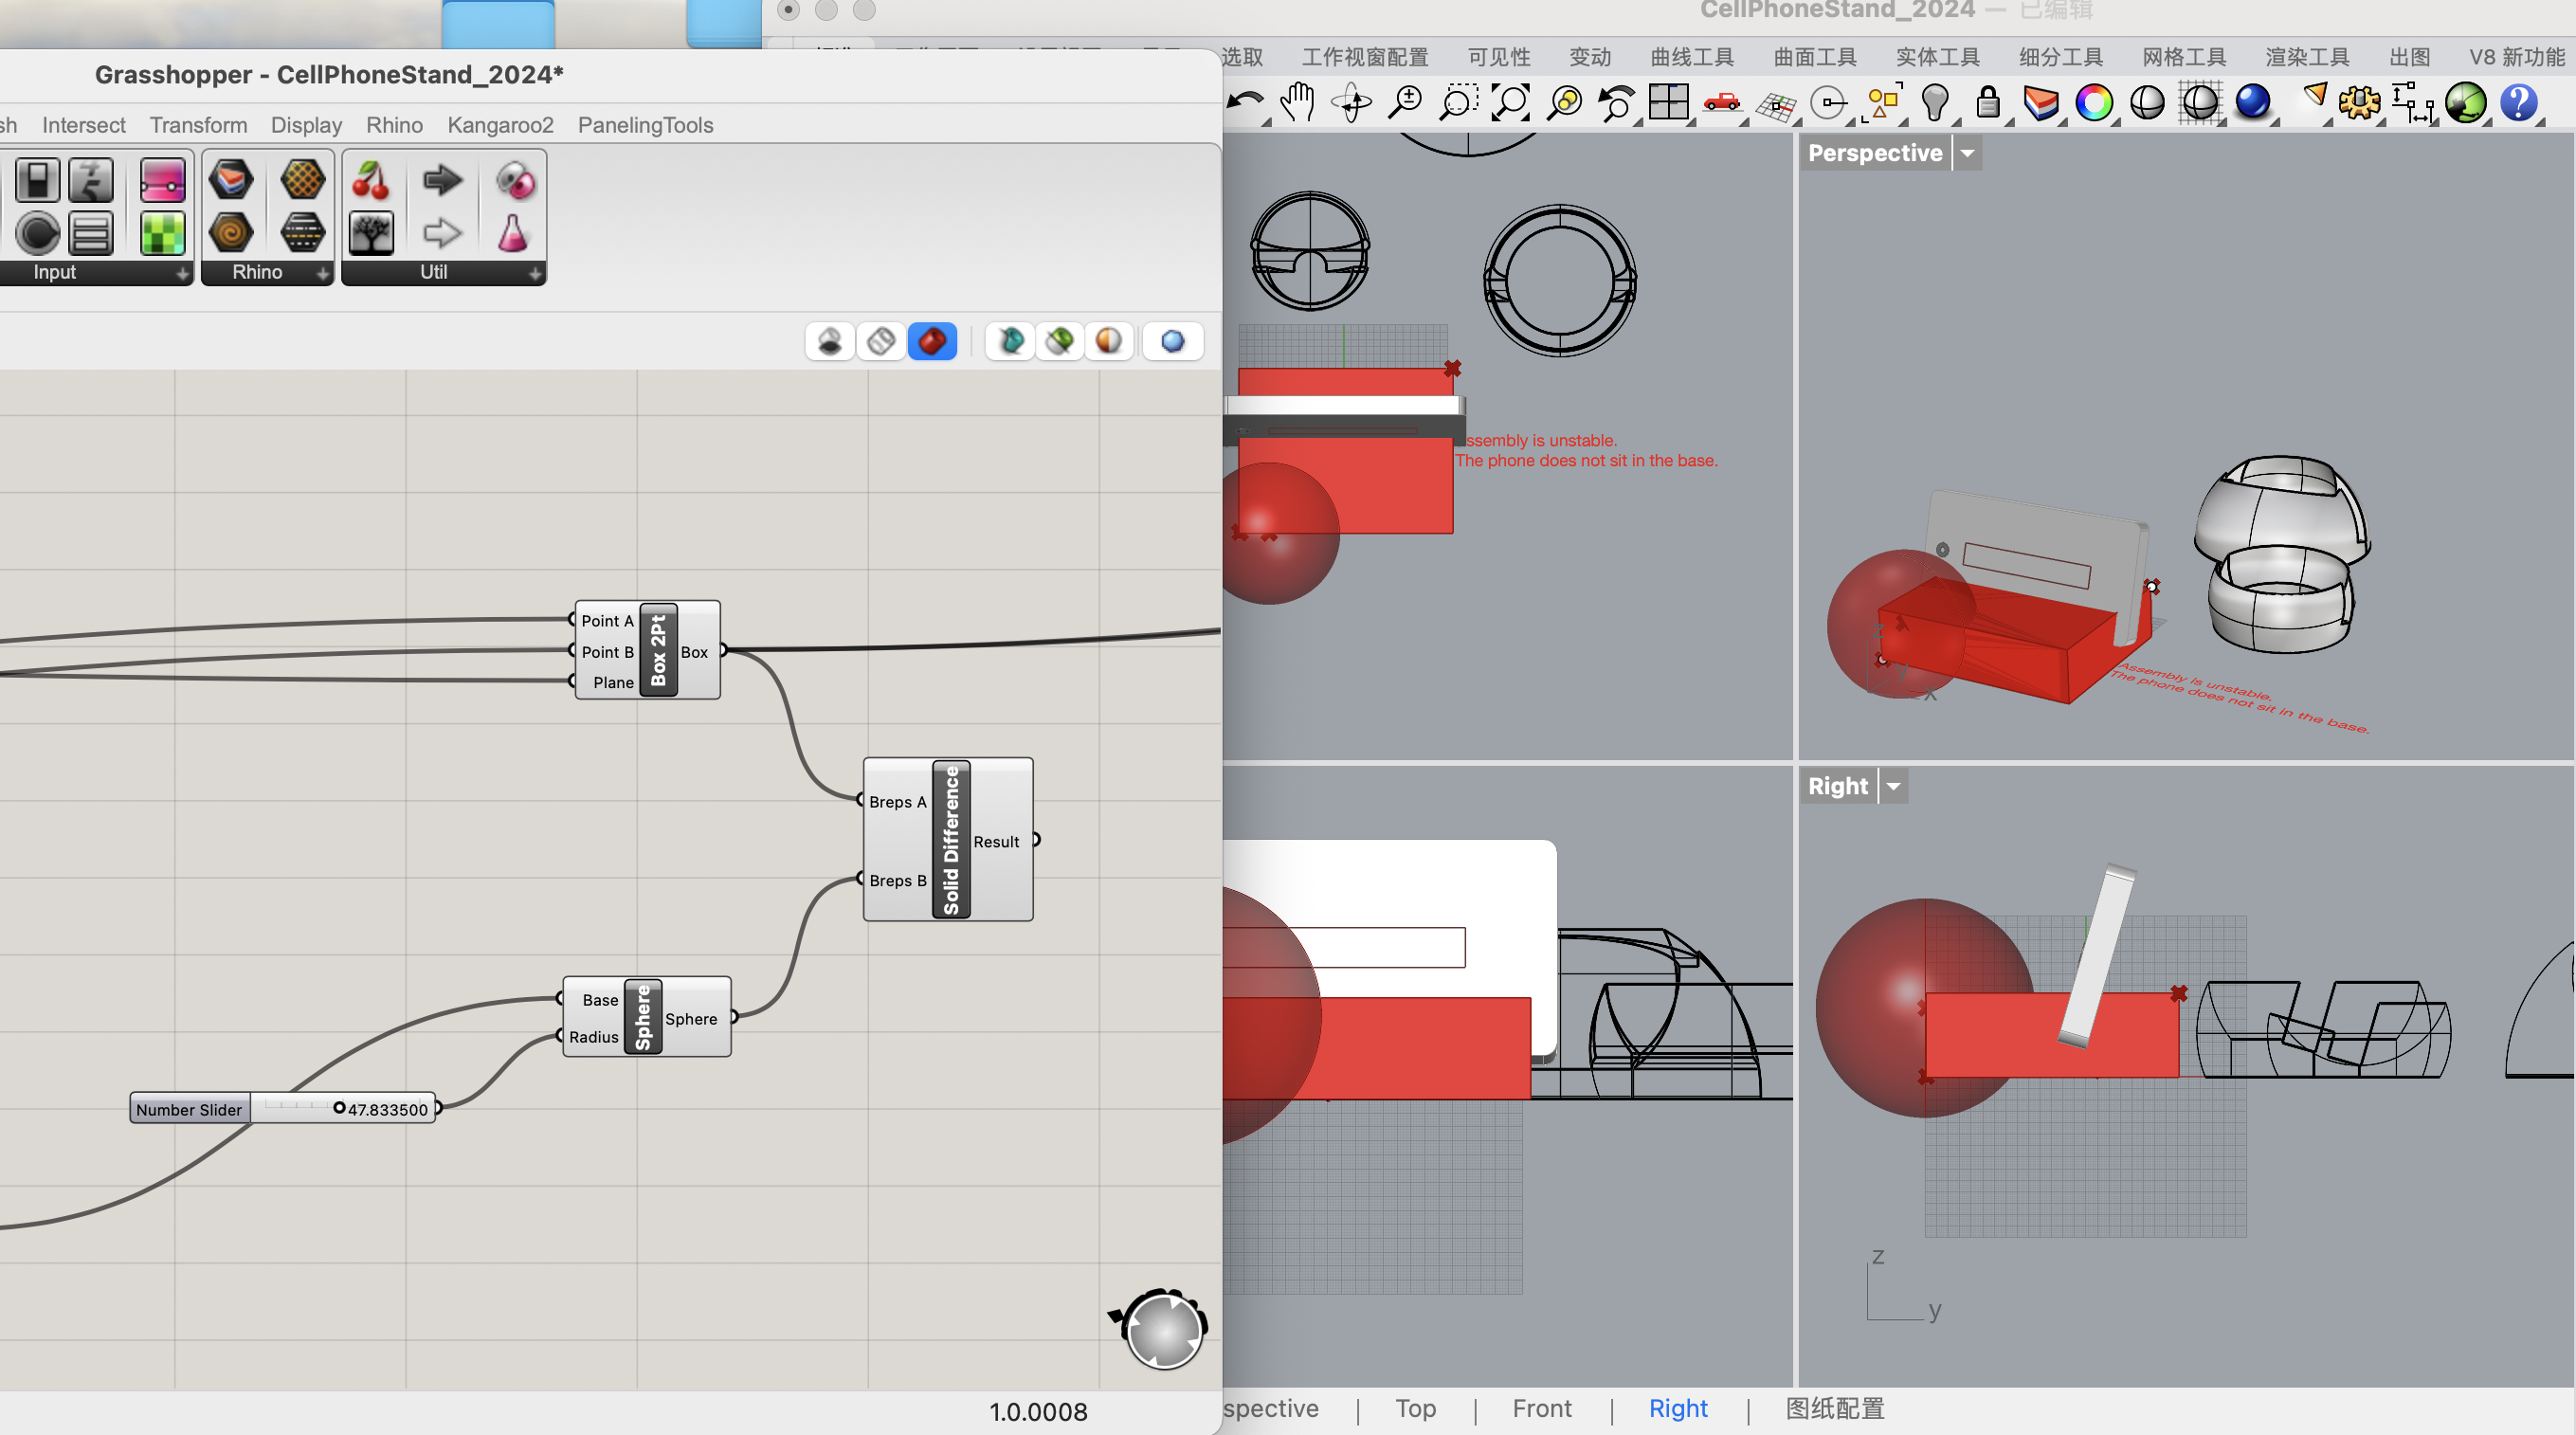 CellPhoneStand_2024 — 已编辑
选取 工作视窗配置 可见性 变动 曲线工具 曲面工具 实体工具 细分工具 网格工具 渲染工具 出图 V8 新功能
Grasshopper - CellPhoneStand_2024*
sh Intersect Transform Display Rhino Kangaroo2 PanelingTools
Input Rhino Util
Perspective
ssembly is unstable.
The phone does not sit in the base.
z
y
x
Assembly is unstable.
The phone does not sit in the base.
Point A
Point B
Plane
Box 2Pt
Box
Breps A
Breps B
Solid Difference
Result
Base
Radius
Sphere
Sphere
Number Slider 47.833500
Right
z
y
1.0.0008
spective | Top | Front | Right | 图纸配置